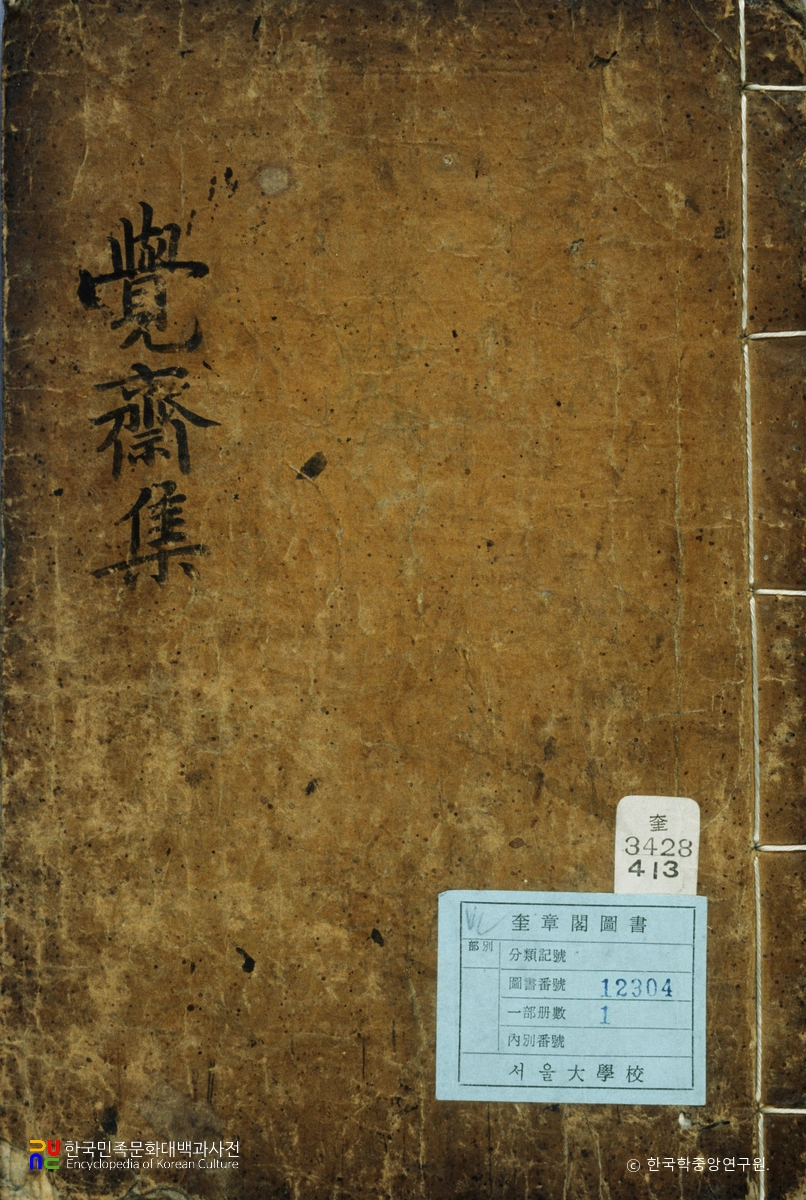 覺齋集
奎
3428
413
奎章閣圖書
部別
分類記號
圖書番號 12304
一部册數 1
內別番號
서울大學校
한국민족문화대백과사전
Encyclopedia of Korean Culture
© 한국학중앙연구원.